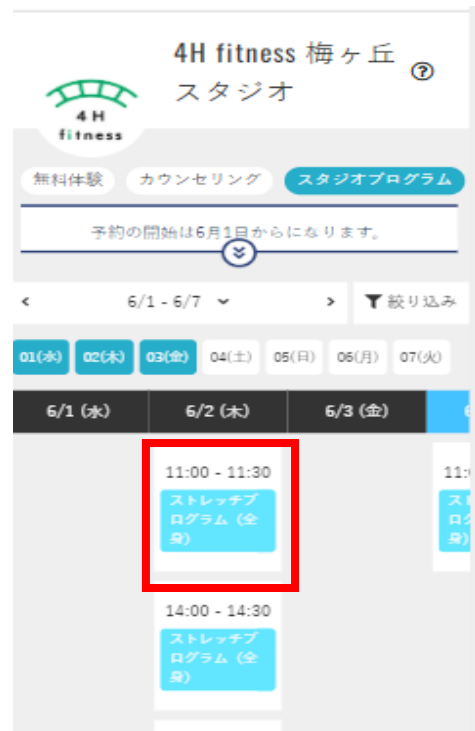 4H fitness 梅ヶ丘
スタジオ
4 H
fitness
無料体験 カウンセリング スタジオプログラム
予約の開始は6月1日からになります。
6/1 - 6/7 絞り込み
01(水) 02(木) 03(金) 04(土) 05(日) 06(月) 07(火)
6/1 (水) 6/2 (木) 6/3 (金)
11:00 - 11:30
ストレッチプ
ログラム（全
身）
14:00 - 14:30
ストレッチプ
ログラム（全
身）